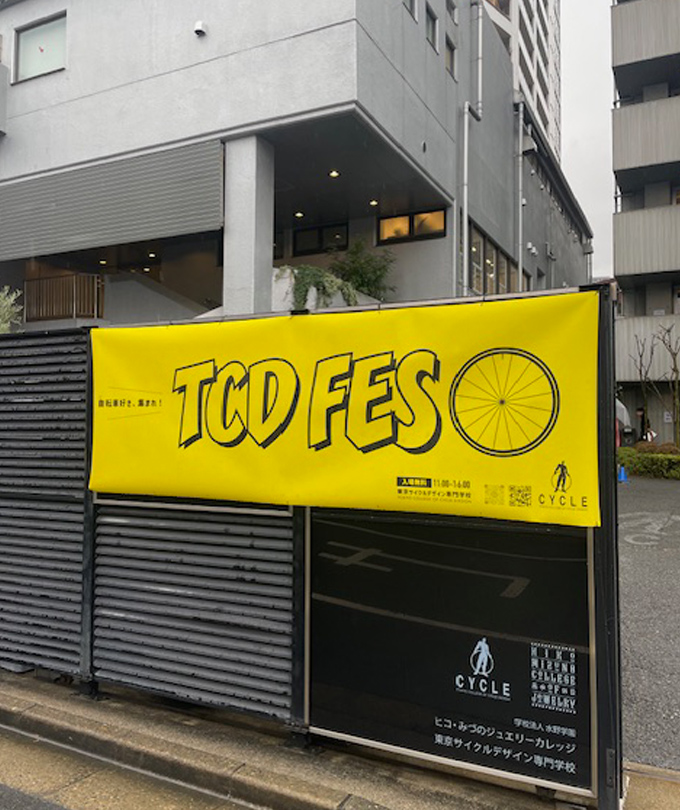 自転車好き、集まれ!
TCD FES
入場無料 11:00-16:00
東京サイクルデザイン専門学校
CYCLE
CYCLE
HIKO
MIZUNO
COLLEGE
OF
JEWELRY
学校法人 水野学園
ヒコ・みづのジュエリーカレッジ
東京サイクルデザイン専門学校